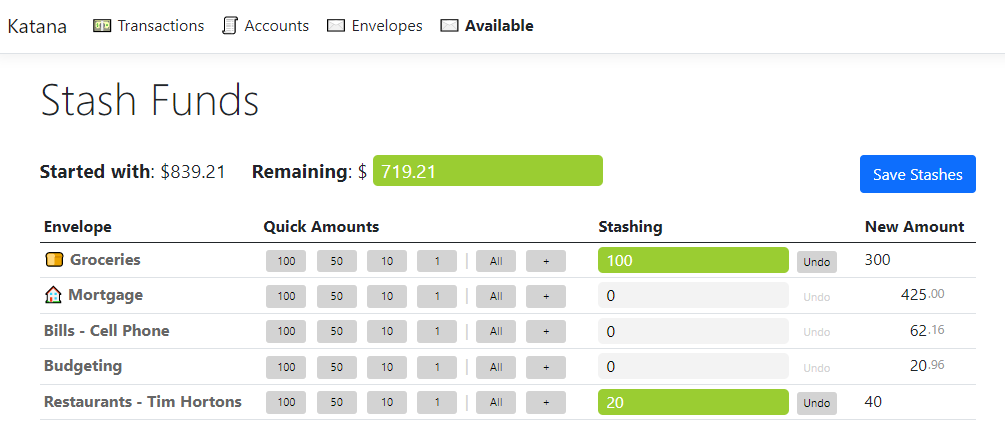 Katana Transactions Accounts Envelopes Available
Stash Funds
Started with: $839.21 Remaining: $ 719.21 Save Stashes
Envelope Quick Amounts Stashing New Amount
Groceries 100 50 10 1 | All + 100 Undo 300
Mortgage 100 50 10 1 | All + 0 Undo 425.00
Bills - Cell Phone 100 50 10 1 | All + 0 Undo 62.16
Budgeting 100 50 10 1 | All + 0 Undo 20.96
Restaurants - Tim Hortons 100 50 10 1 | All + 20 Undo 40